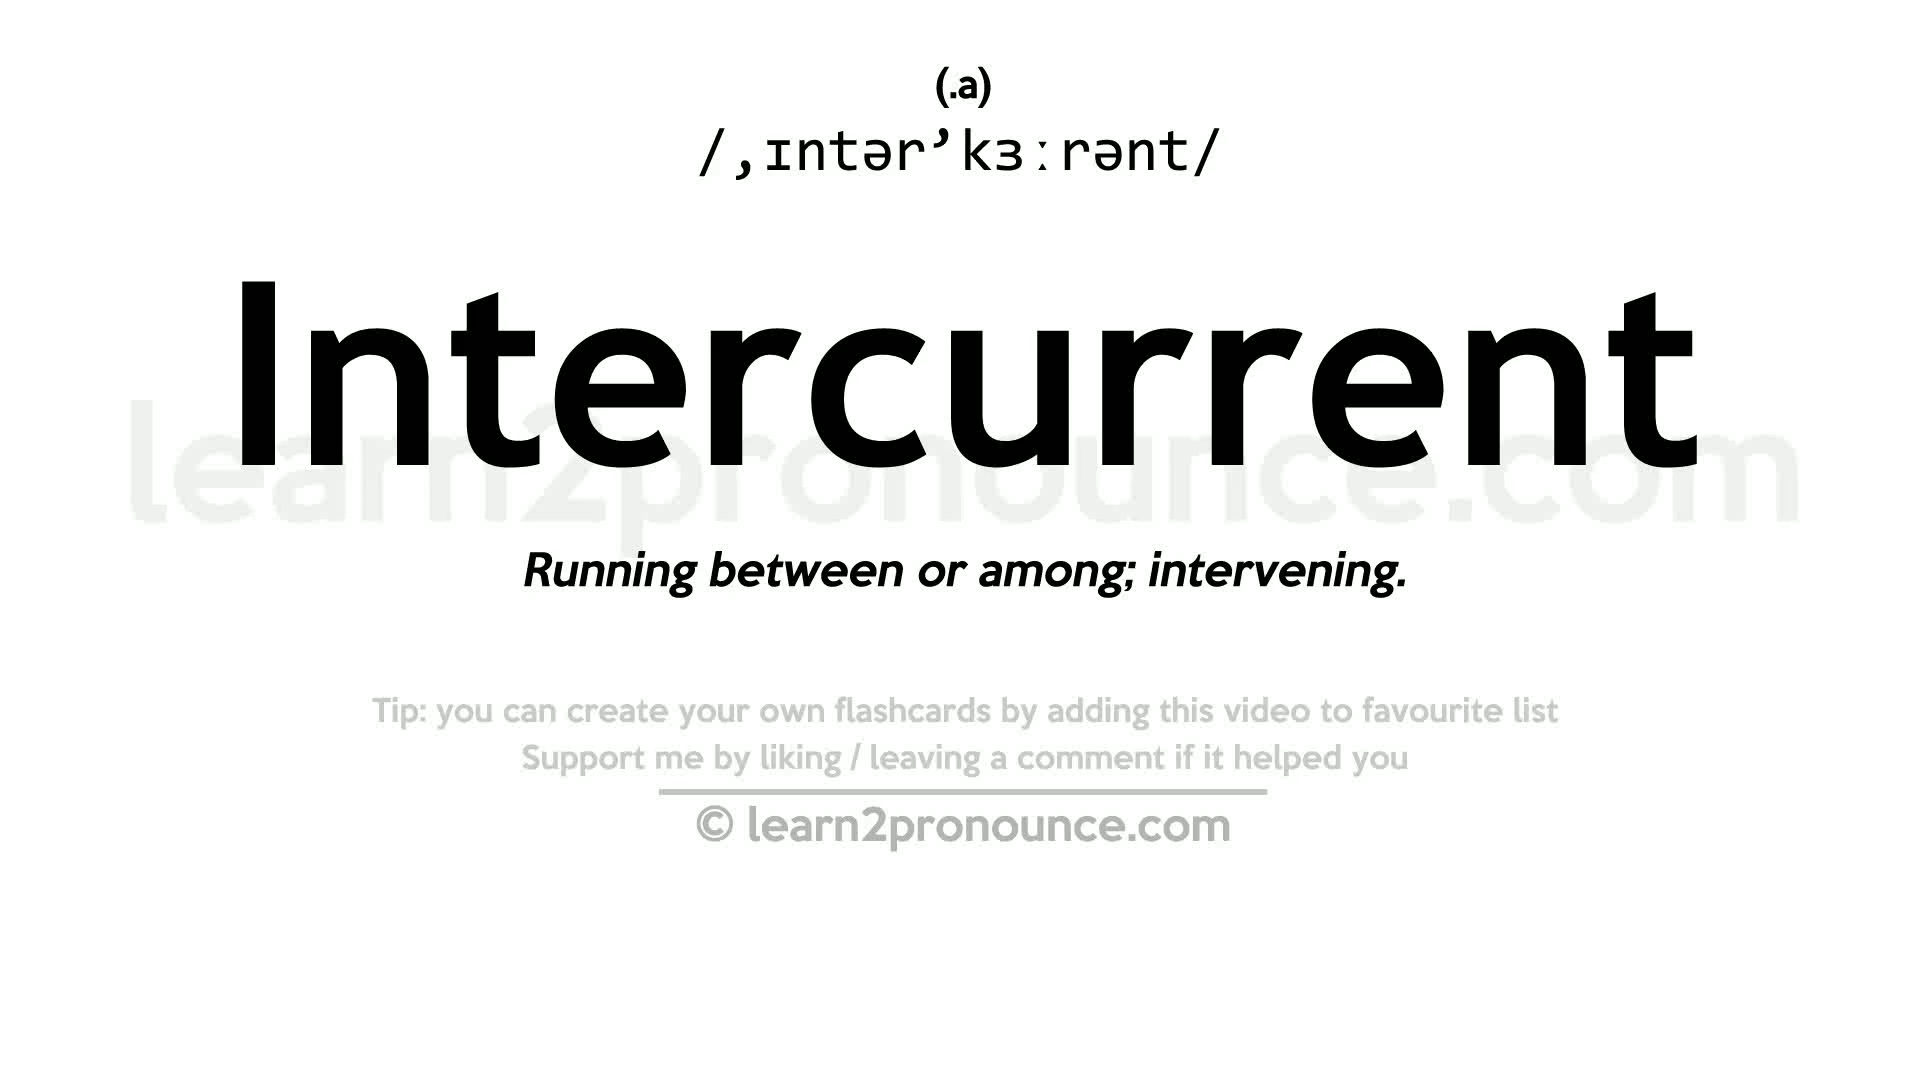 (.a)
/,ɪntər’kɜːrənt/
Intercurrent
learn2pronounce.com
Running between or among; intervening.
Tip: you can create your own flashcards by adding this video to favourite list
Support me by liking / leaving a comment if it helped you
© learn2pronounce.com